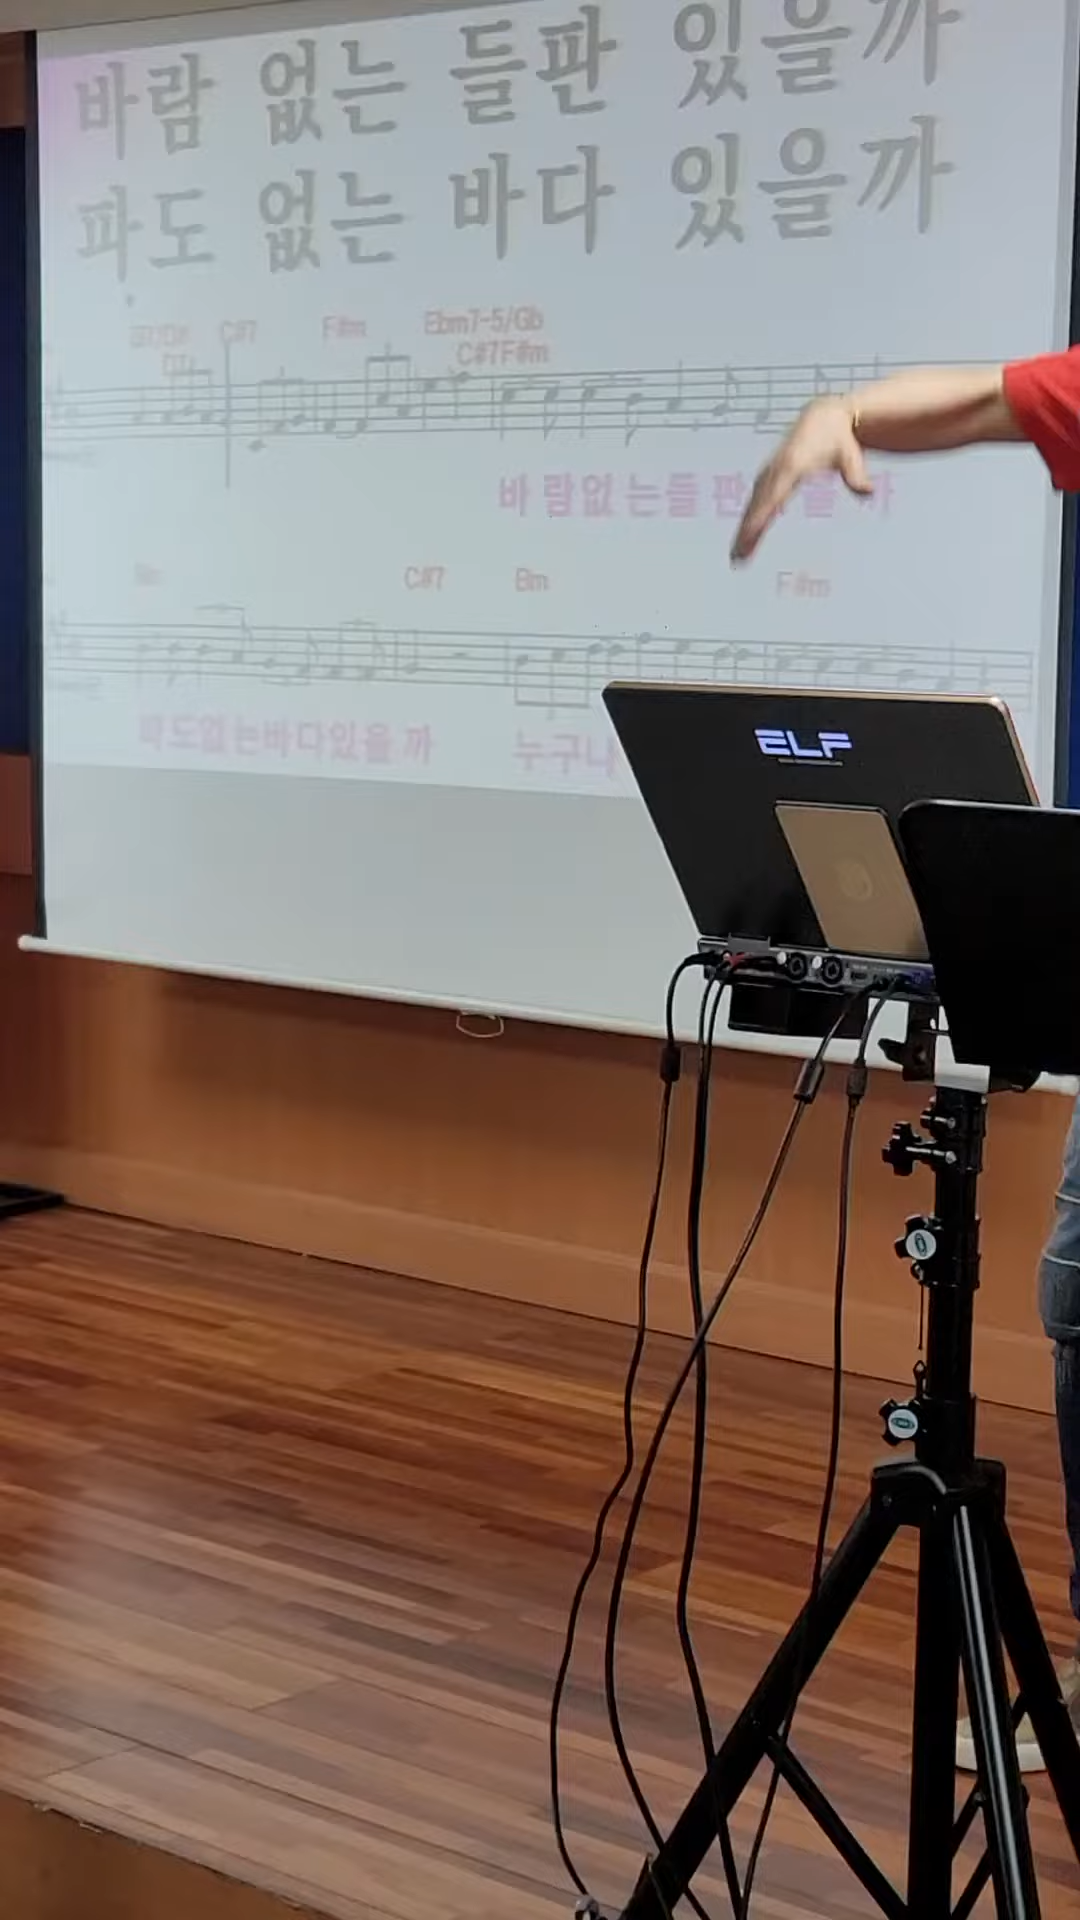 바람 없는 들판 있을까
파도 없는 바다 있을까
C#7 F#m Ebm7-5/Gb
C#7F#m
바 람없 는들 판
까
Bm C#7 Bm F#m
파도없는바다있을 까 누구나
ELF